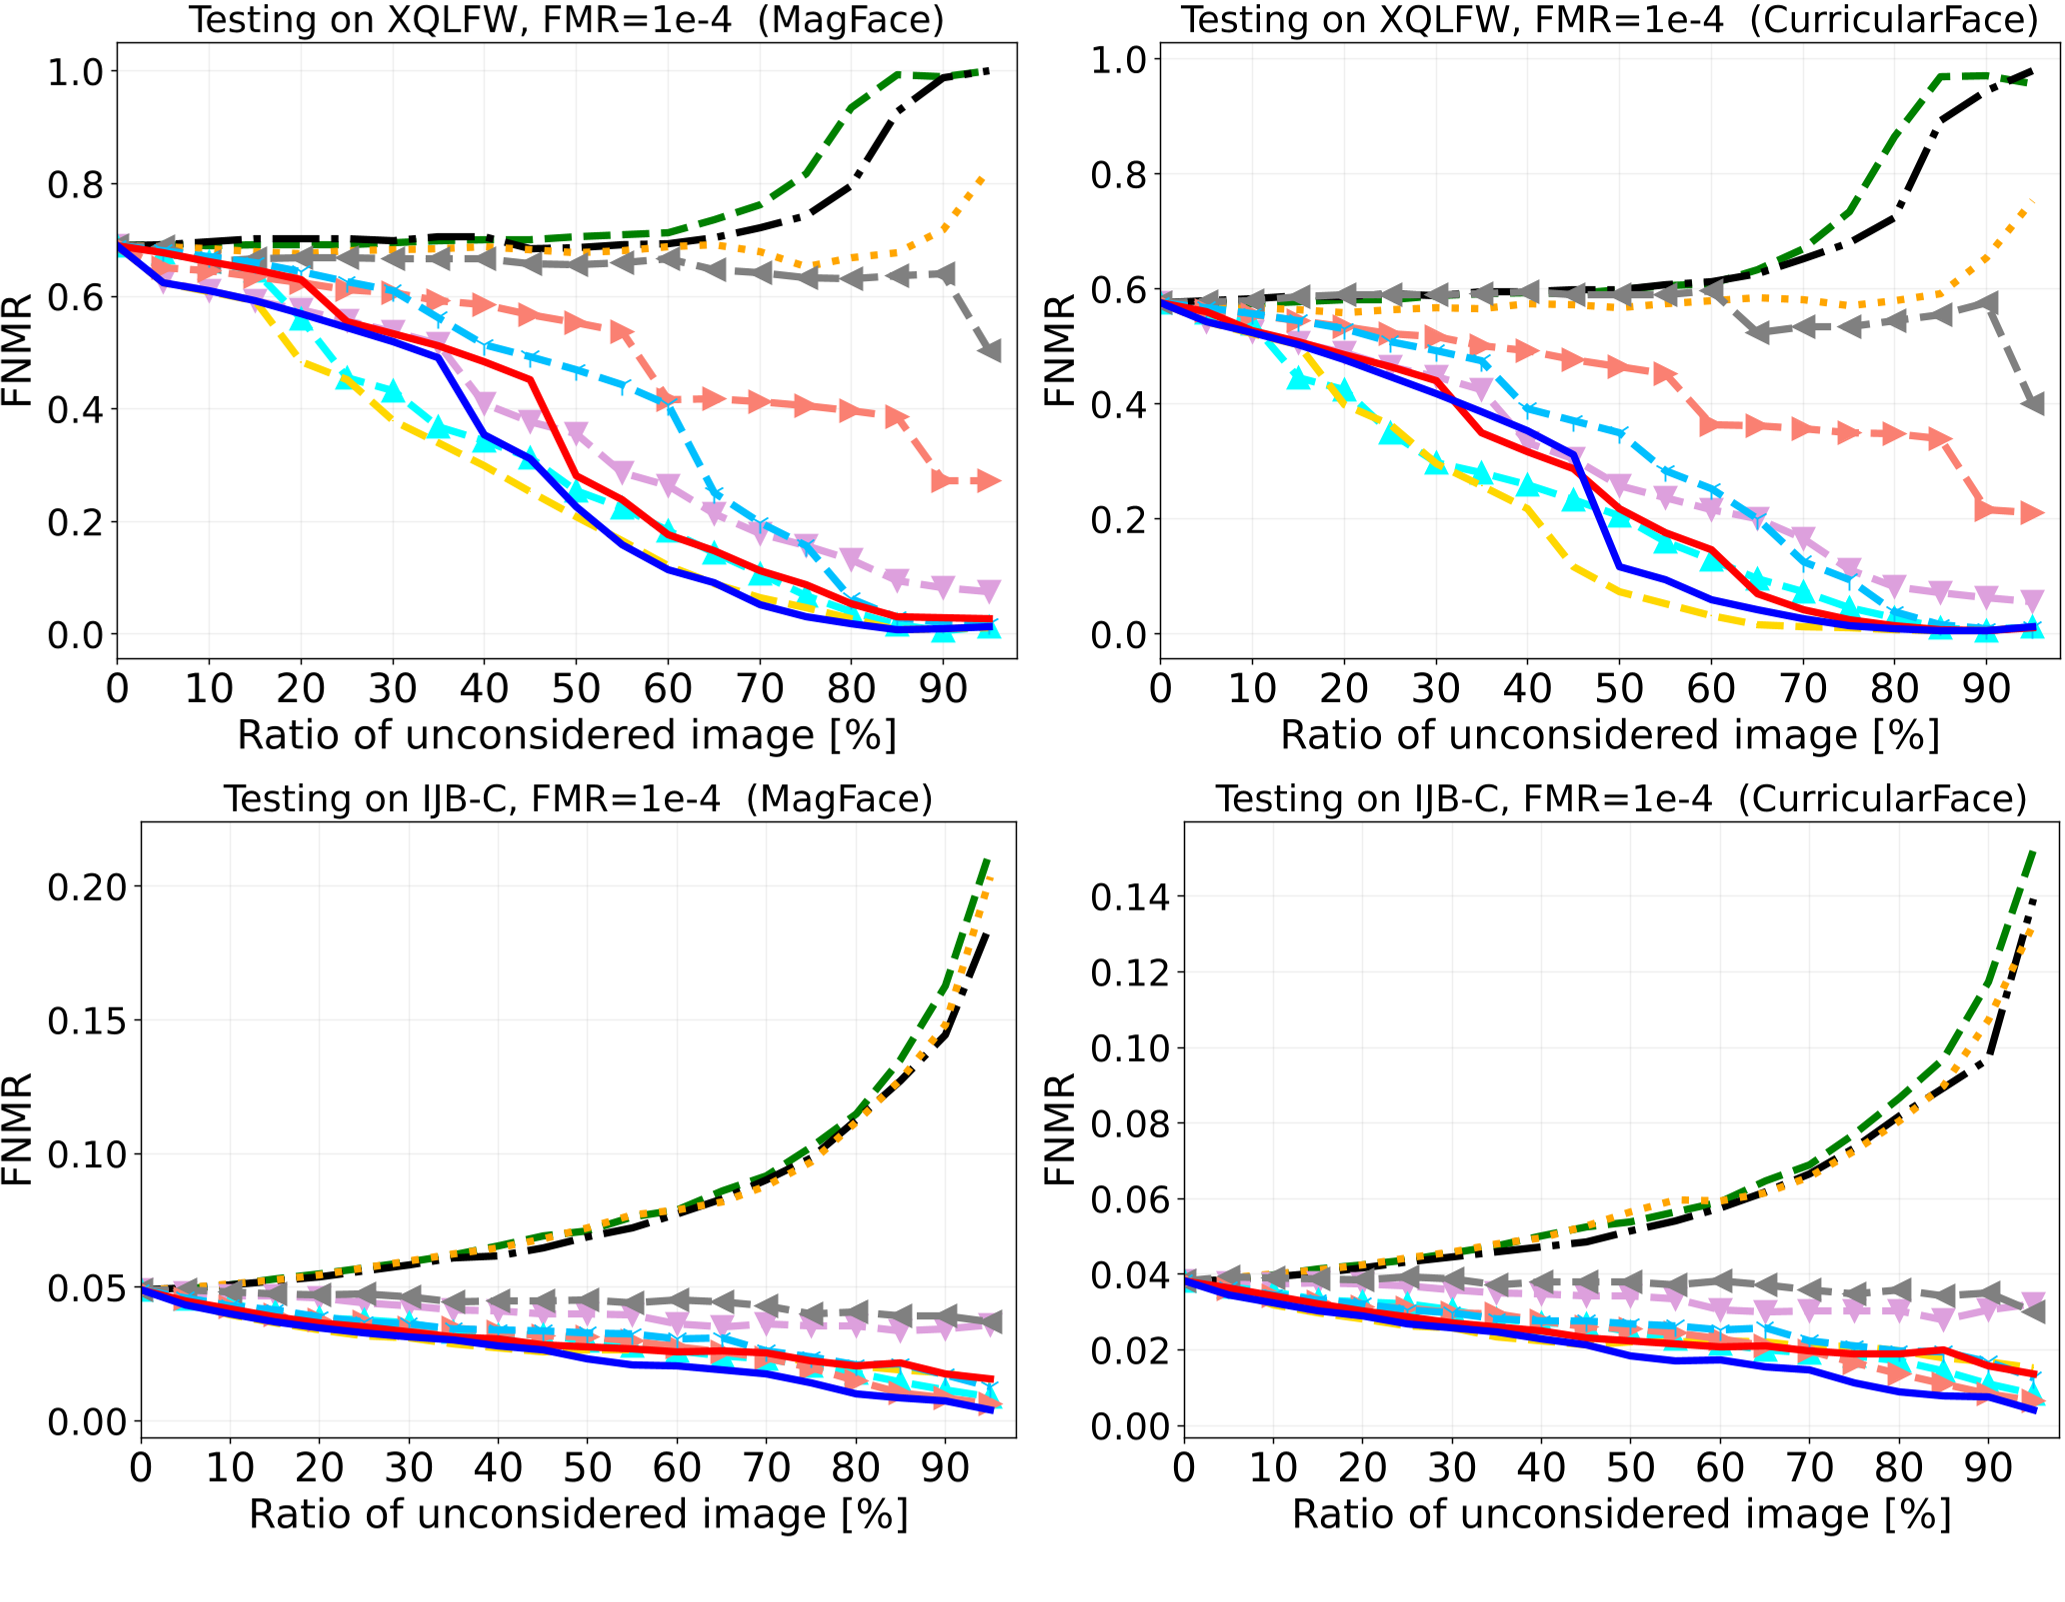 Testing on XQLFW, FMR=1e-4 (MagFace)
1.0
0.8
0.6
0.4
0.2
0.0
FNMR
0 10 20 30 40 50 60 70 80 90
Ratio of unconsidered image [%]
Testing on XQLFW, FMR=1e-4 (CurricularFace)
1.0
0.8
0.6
0.4
0.2
0.0
FNMR
0 10 20 30 40 50 60 70 80 90
Ratio of unconsidered image [%]
Testing on IJB-C, FMR=1e-4 (MagFace)
0.20
0.15
0.10
0.05
0.00
FNMR
0 10 20 30 40 50 60 70 80 90
Ratio of unconsidered image [%]
Testing on IJB-C, FMR=1e-4 (CurricularFace)
0.14
0.12
0.10
0.08
0.06
0.04
0.02
0.00
FNMR
0 10 20 30 40 50 60 70 80 90
Ratio of unconsidered image [%]